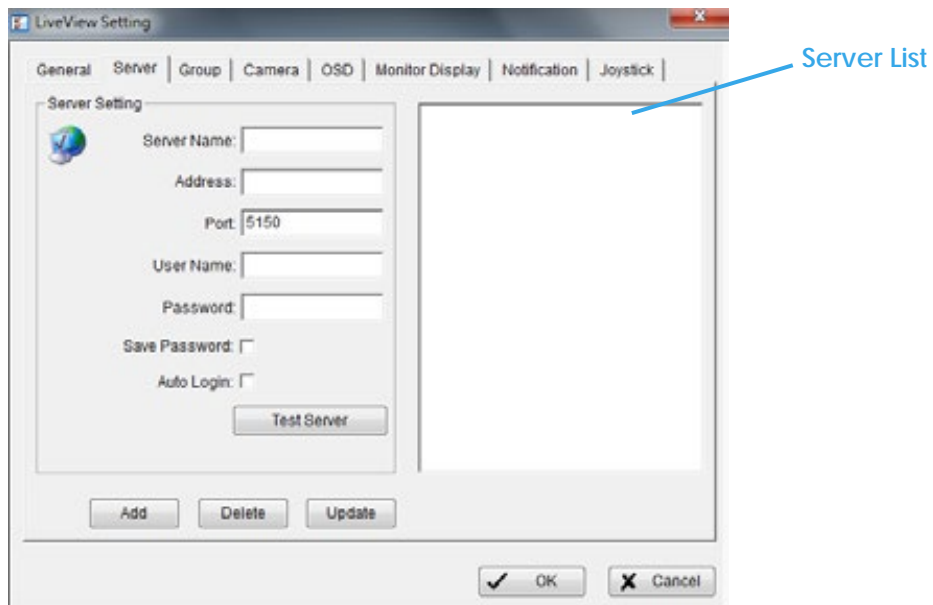 LiveView Setting
Server List
General Server Group Camera OSD Monitor Display Notification Joystick
Server Setting
Server Name:
Address:
Port: 5150
User Name:
Password:
Save Password:
Auto Login:
Test Server
Add Delete Update
OK Cancel